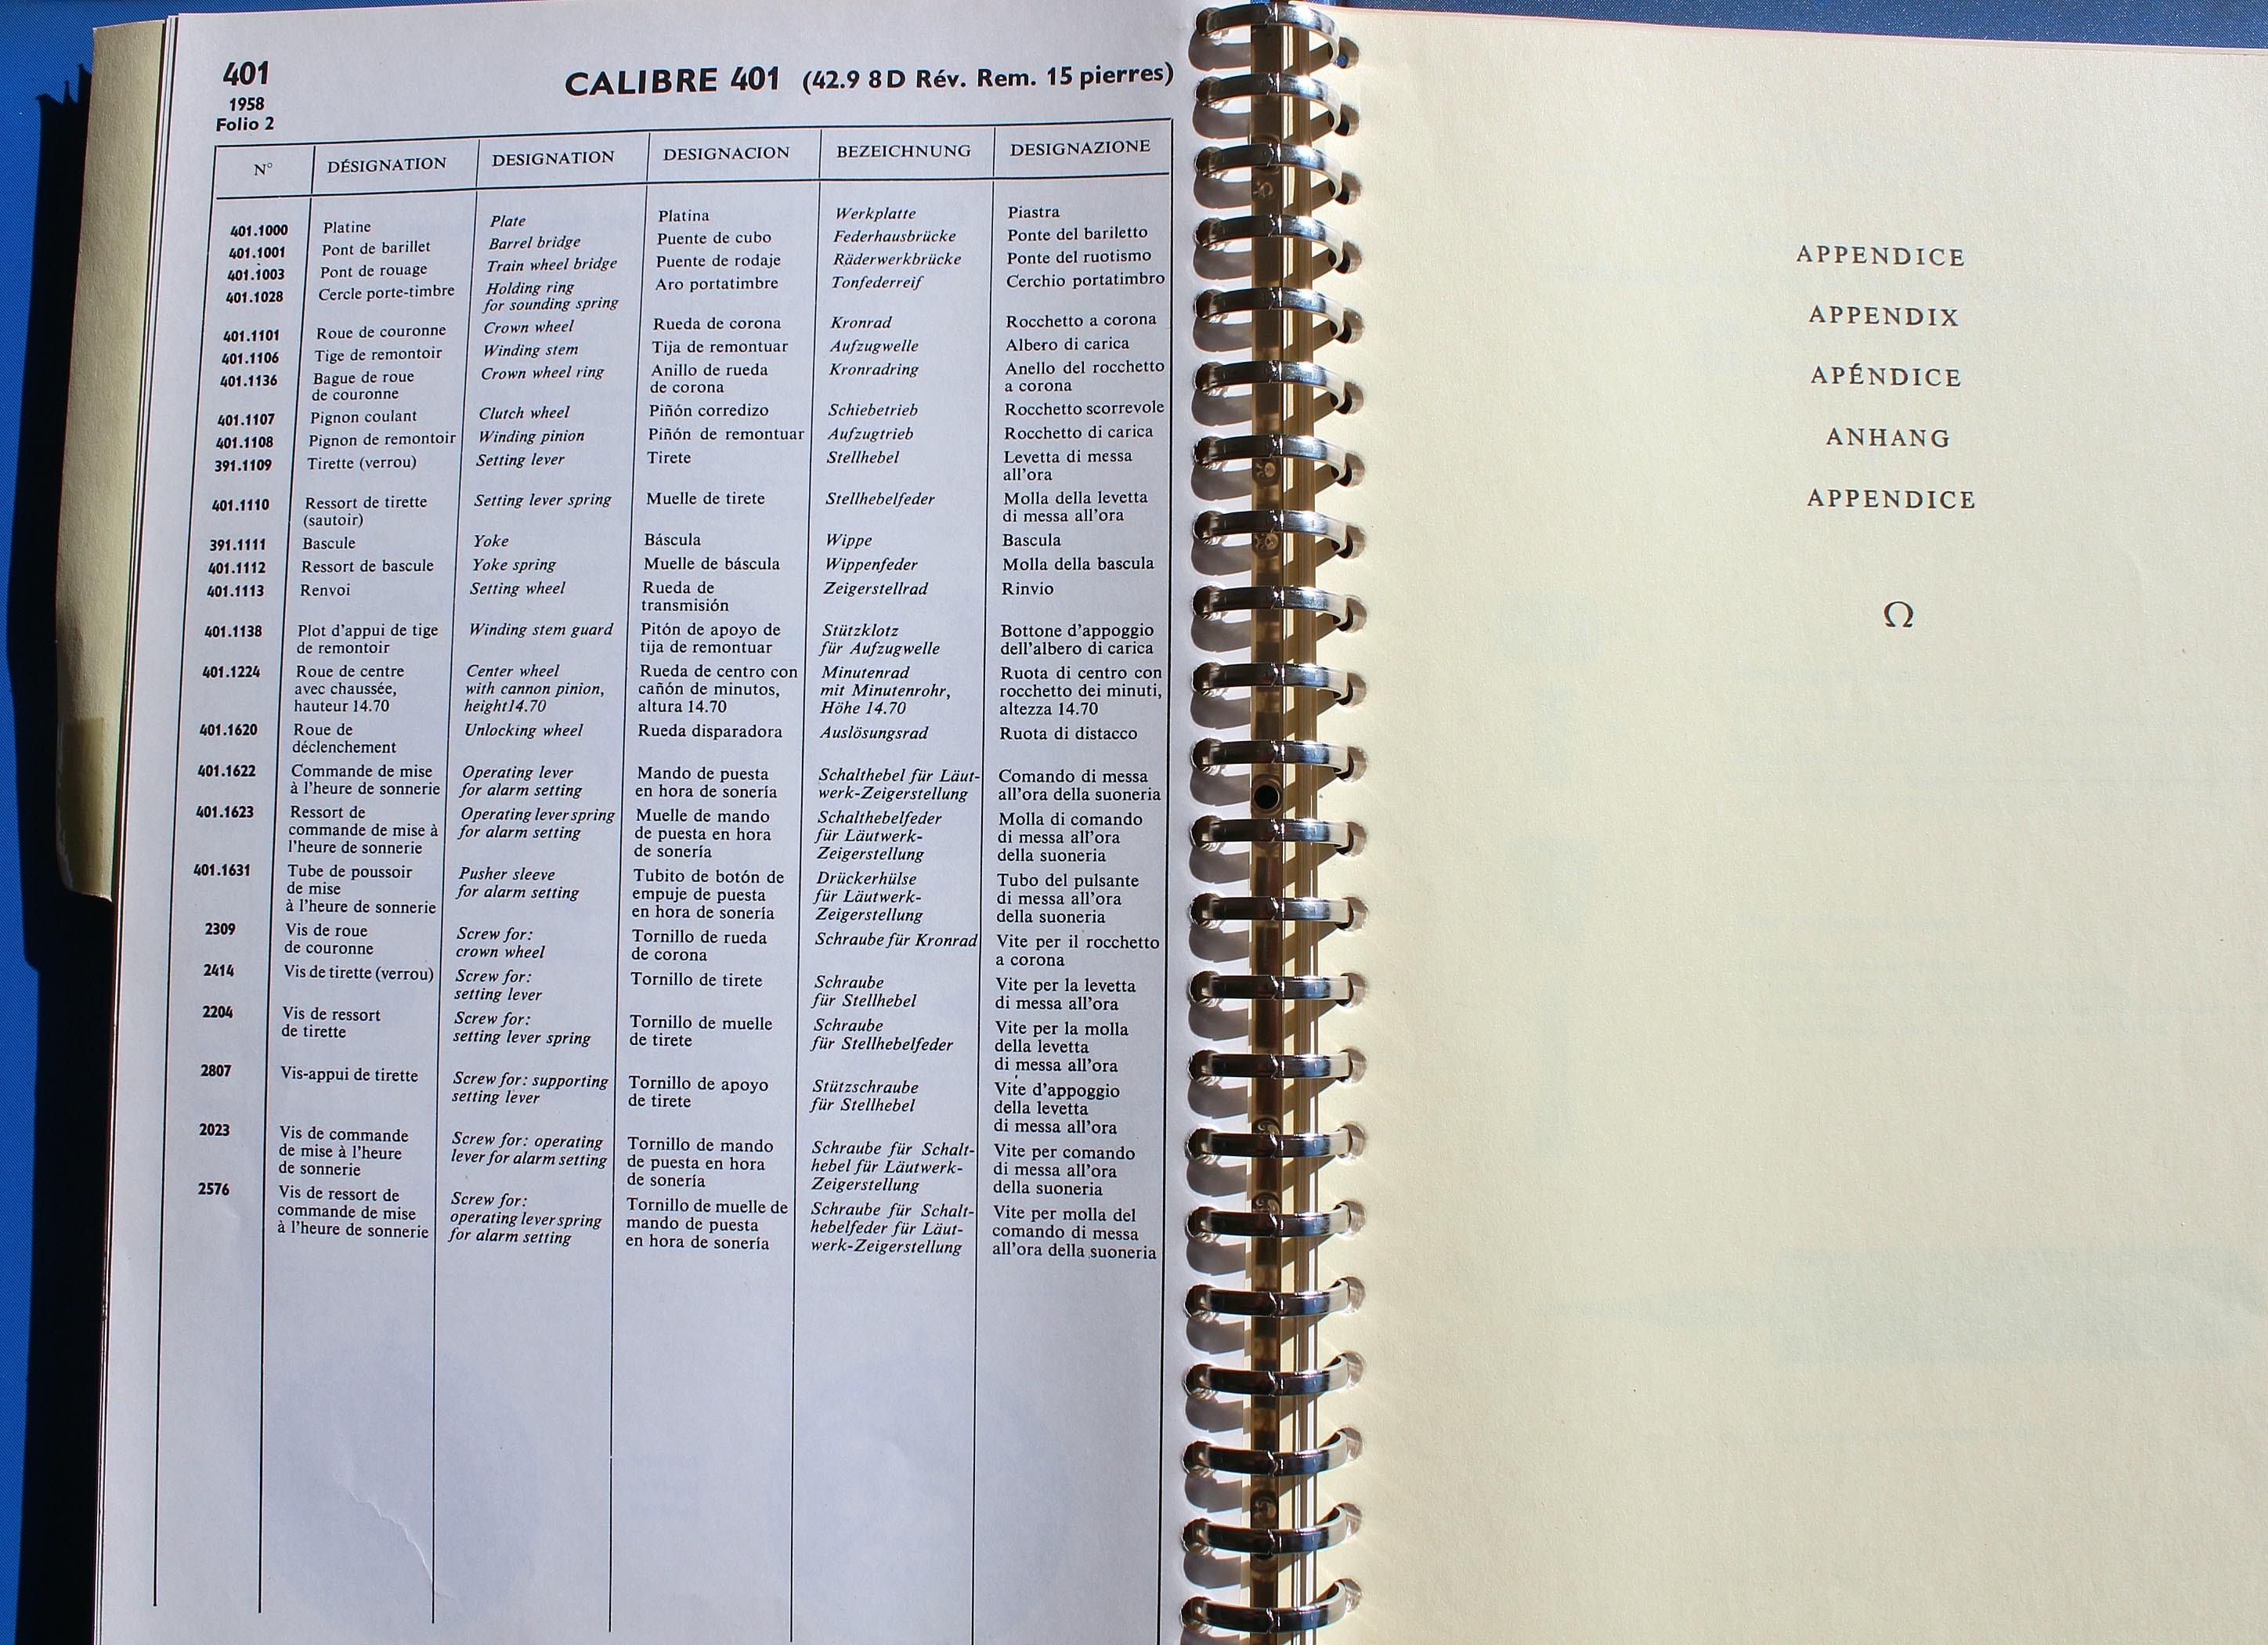 401
1958
Folio 2
CALIBRE 401 (42.9 8 D Rév. Rem. 15 pierres)
N° DÉSIGNATION DESIGNATION DESIGNACION BEZEICHNUNG DESIGNAZIONE
401.1000 Platine Plate Platina Werkplatte Piastra
401.1001 Pont de barillet Barrel bridge Puente de cubo Federhausbrücke Ponte del bariletto
401.1003 Pont de rouage Train wheel bridge Puente de rodaje Räderwerkbrücke Ponte del ruotismo
401.1028 Cercle porte-timbre Holding ring Aro portatimbre Tonfederreif Cerchio portatimbro
for sounding spring
401.1101 Roue de couronne Crown wheel Rueda de corona Kronrad Rocchetto a corona
401.1106 Tige de remontoir Winding stem Tija de remontuar Aufzugwelle Albero di carica
401.1136 Bague de roue Crown wheel ring Anillo de rueda Kronradring Anello del rocchetto
de couronne de corona a corona
401.1107 Pignon coulant Clutch wheel Piñón corredizo Schiebetrieb Rocchetto scorrevole
401.1108 Pignon de remontoir Winding pinion Piñón de remontuar Aufzugtrieb Rocchetto di carica
391.1109 Tirette (verrou) Setting lever Tirete Stellhebel Levetta di messa
all'ora
401.1110 Ressort de tirette Setting lever spring Muelle de tirete Stellhebelfeder Molla della levetta
(sautoir) di messa all'ora
391.1111 Bascule Yoke Báscula Wippe Bascula
401.1112 Ressort de bascule Yoke spring Muelle de báscula Wippenfeder Molla della bascula
401.1113 Renvoi Setting wheel Rueda de Zeigerstellrad Rinvio
transmisión
401.1138 Plot d'appui de tige Winding stem guard Pitón de apoyo de Stützklotz Bottone d'appoggio
de remontoir tija de remontuar für Aufzugwelle dell'albero di carica
401.1224 Roue de centre Center wheel Rueda de centro con Minutenrad Ruota di centro con
avec chaussée, with cannon pinion, cañón de minutos, mit Minutenrohr, rocchetto dei minuti,
hauteur 14.70 height14.70 altura 14.70 Höhe 14.70 altezza 14.70
401.1620 Roue de Unlocking wheel Rueda disparadora Auslösungsrad Ruota di distacco
déclenchement
401.1622 Commande de mise Operating lever Mando de puesta Schalthebel für Läut- Comando di messa
à l'heure de sonnerie for alarm setting en hora de sonería werk-Zeigerstellung all'ora della suoneria
401.1623 Ressort de Operating lever spring Muelle de mando Schalthebelfeder Molla di comando
commande de mise à for alarm setting de puesta en hora für Läutwerk- di messa all'ora
l'heure de sonnerie de sonería Zeigerstellung della suoneria
401.1631 Tube de poussoir Pusher sleeve Tubito de botón de Drückerhülse Tubo del pulsante
de mise for alarm setting empuje de puesta für Läutwerk- di messa all'ora
à l'heure de sonnerie en hora de sonería Zeigerstellung della suoneria
2309 Vis de roue Screw for: Tornillo de rueda Schraube für Kronrad Vite per il rocchetto
de couronne crown wheel de corona a corona
2414 Vis de tirette (verrou) Screw for: Tornillo de tirete Schraube Vite per la levetta
setting lever für Stellhebel di messa all'ora
2204 Vis de ressort Screw for: Tornillo de muelle Schraube Vite per la molla
de tirette setting lever spring de tirete für Stellhebelfeder della levetta
di messa all'ora
2807 Vis-appui de tirette Screw for: supporting Tornillo de apoyo Stützschraube Vite d'appoggio
setting lever de tirete für Stellhebel della levetta
di messa all'ora
2023 Vis de commande Screw for: operating Tornillo de mando Schraube für Schalt- Vite per comando
de mise à l'heure lever for alarm setting de puesta en hora hebel für Läutwerk- di messa all'ora
de sonnerie de sonería Zeigerstellung della suoneria
2576 Vis de ressort de Screw for: Tornillo de muelle de Schraube für Schalt- Vite per molla del
commande de mise operating lever spring mando de puesta hebelfeder für Läut- comando di messa
à l'heure de sonnerie for alarm setting en hora de sonería werk-Zeigerstellung all'ora della suoneria
APPENDICE
APPENDIX
APÉNDICE
ANHANG
APPENDICE
Ω